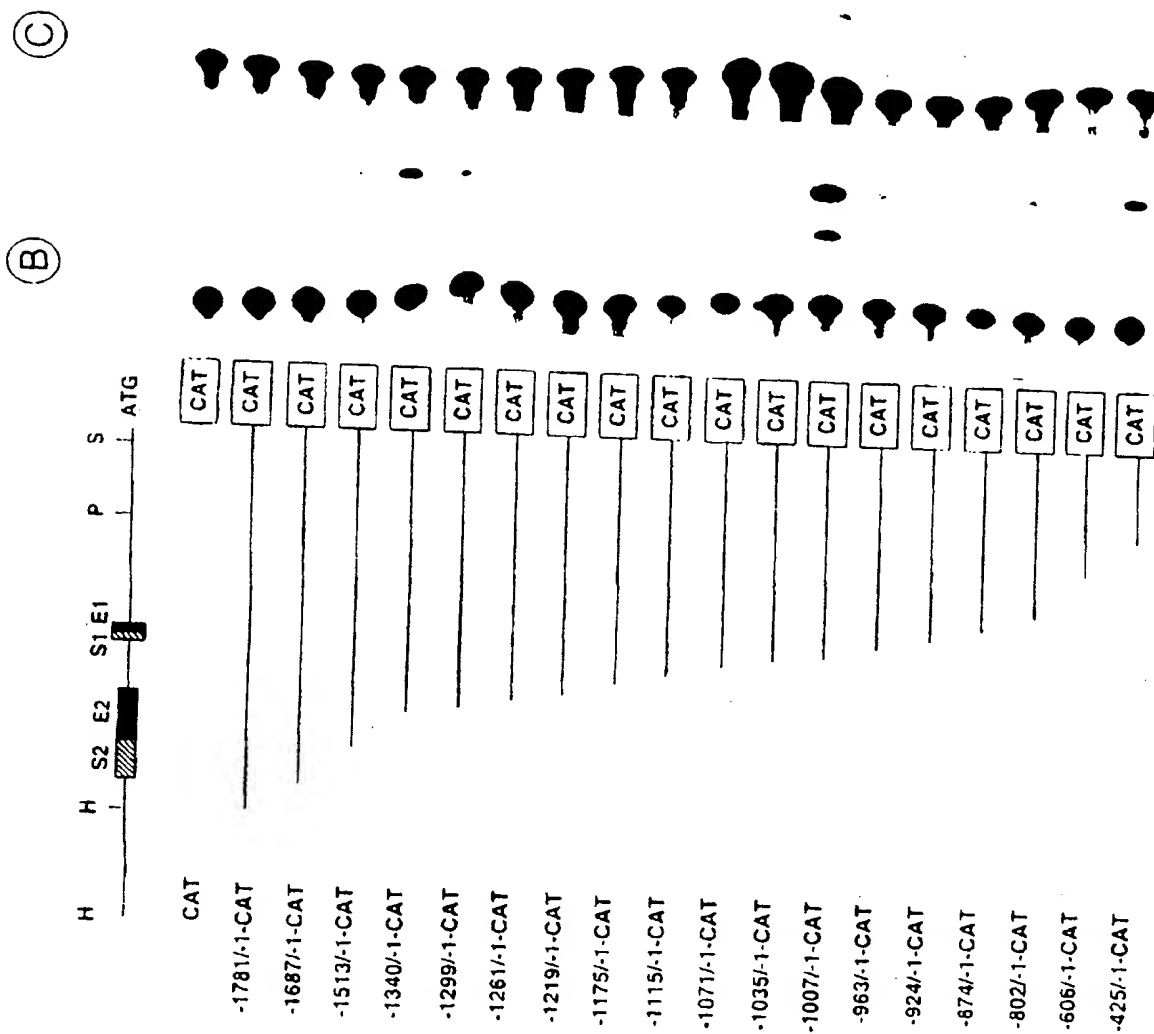 C
B
H H S2 E2 S1 E1 P S ATG
CAT CAT
-1781/-1-CAT CAT
-1687/-1-CAT CAT
-1513/-1-CAT CAT
-1340/-1-CAT CAT
-1299/-1-CAT CAT
-1261/-1-CAT CAT
-1219/-1-CAT CAT
-1175/-1-CAT CAT
-1115/-1-CAT CAT
-1071/-1-CAT CAT
-1035/-1-CAT CAT
-1007/-1-CAT CAT
-963/-1-CAT CAT
-924/-1-CAT CAT
-874/-1-CAT CAT
-802/-1-CAT CAT
-606/-1-CAT CAT
-425/-1-CAT CAT